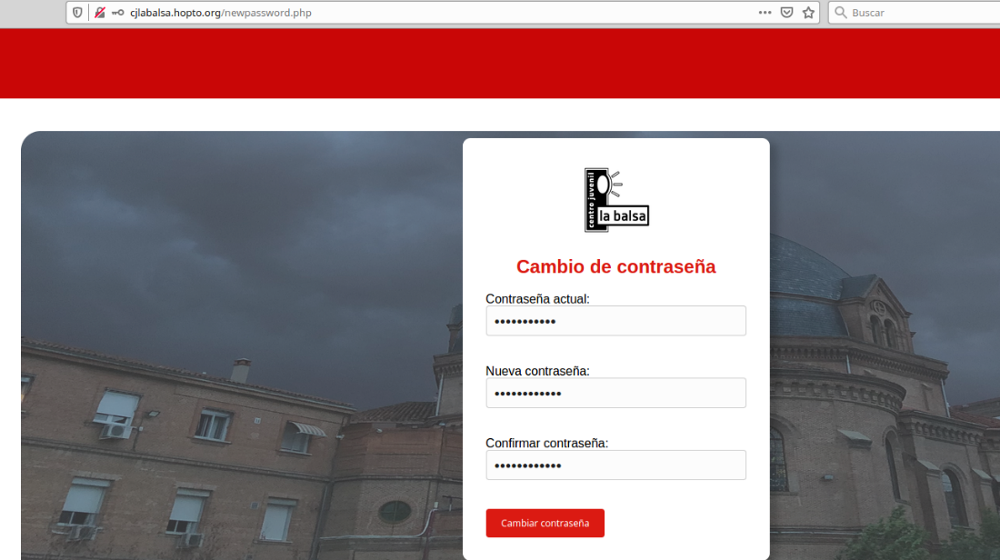 cjlabalsa.hopto.org/newpassword.php
Buscar
centro juvenil
la balsa
Cambio de contraseña
Contraseña actual:
•••••••••••
Nueva contraseña:
••••••••••••
Confirmar contraseña:
••••••••••••
Cambiar contraseña